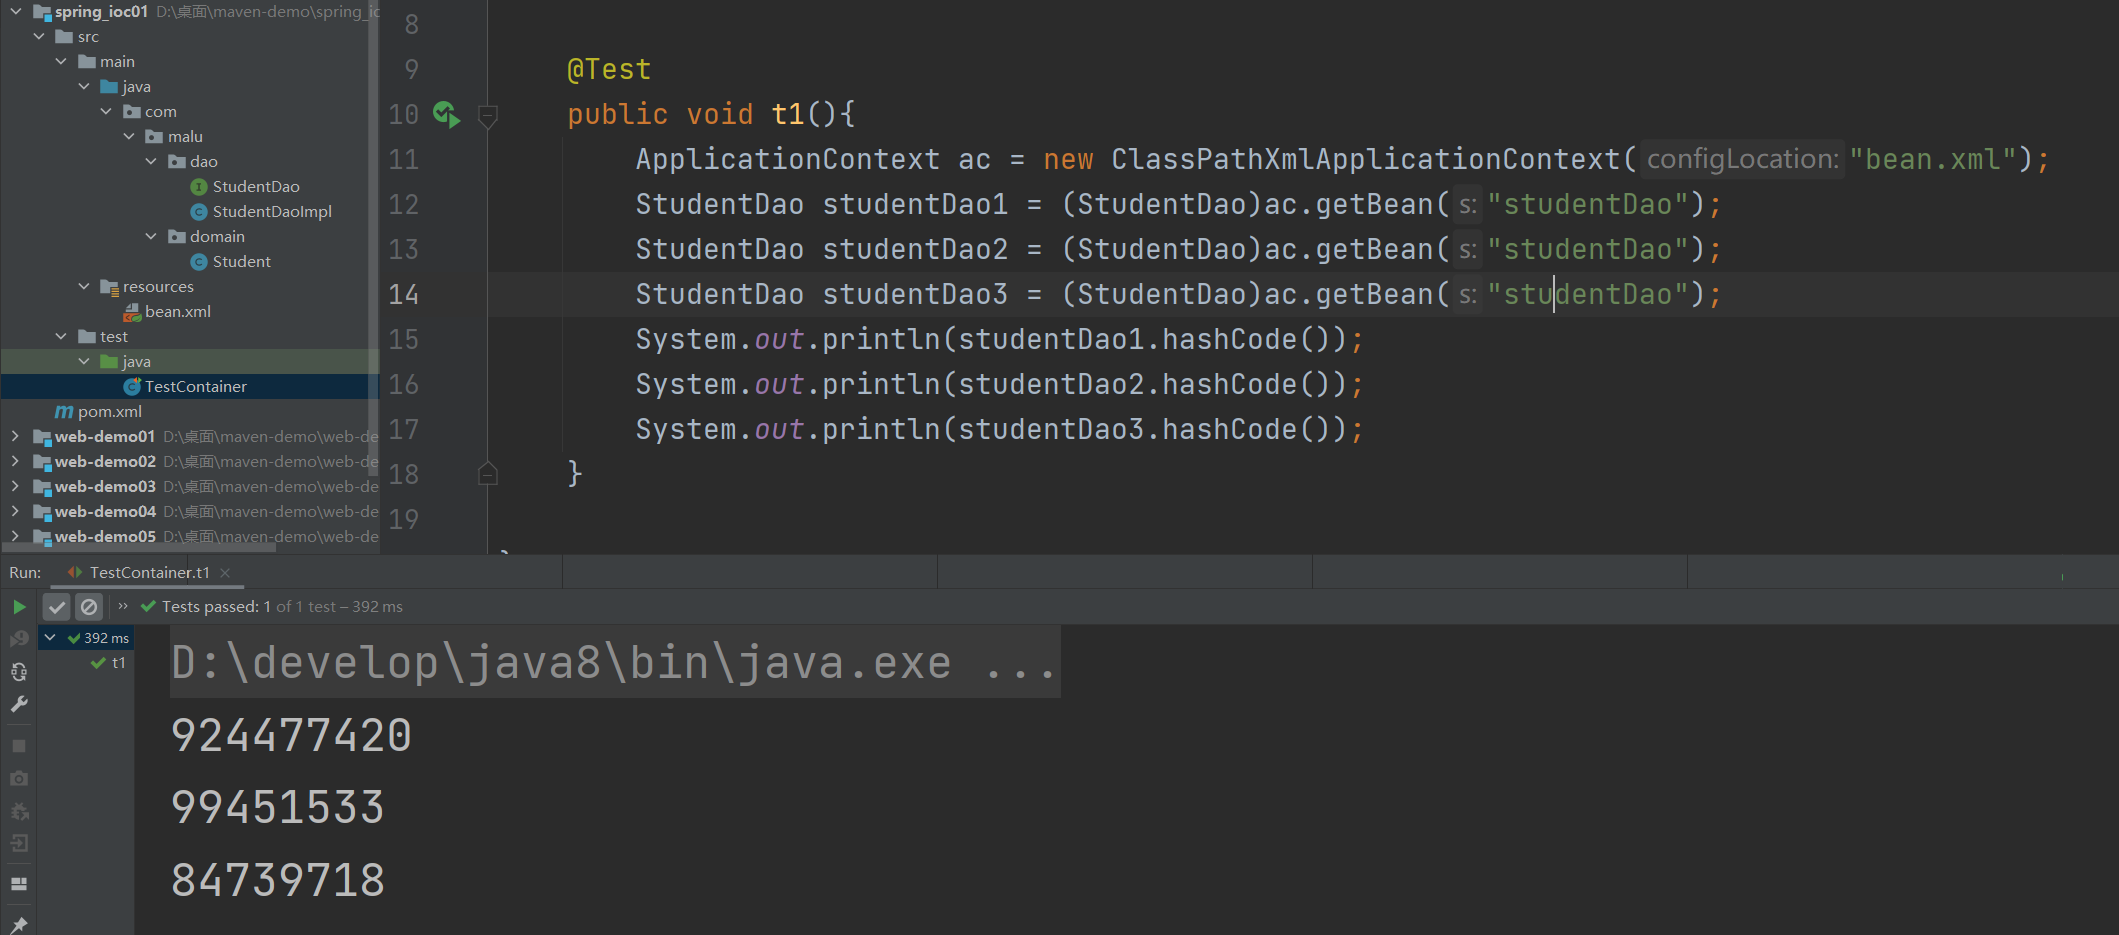 spring_ioc01 D:\桌面\maven-demo\spring_ioc
src
main
java
com
malu
dao
StudentDao
StudentDaoImpl
domain
Student
resources
bean.xml
test
java
TestContainer
pom.xml
web-demo01 D:\桌面\maven-demo\web-de
web-demo02 D:\桌面\maven-demo\web-de
web-demo03 D:\桌面\maven-demo\web-de
web-demo04 D:\桌面\maven-demo\web-de
web-demo05 D:\桌面\maven-demo\web-de
8
9 @Test
10 public void t1(){
11 ApplicationContext ac = new ClassPathXmlApplicationContext( configLocation: "bean.xml");
12 StudentDao studentDao1 = (StudentDao)ac.getBean( s: "studentDao");
13 StudentDao studentDao2 = (StudentDao)ac.getBean( s: "studentDao");
14 StudentDao studentDao3 = (StudentDao)ac.getBean( s: "studentDao");
15 System.out.println(studentDao1.hashCode());
16 System.out.println(studentDao2.hashCode());
17 System.out.println(studentDao3.hashCode());
18 }
19
Run: TestContainer.t1
Tests passed: 1 of 1 test – 392 ms
392 ms
t1
D:\develop\java8\bin\java.exe ...
924477420
99451533
84739718